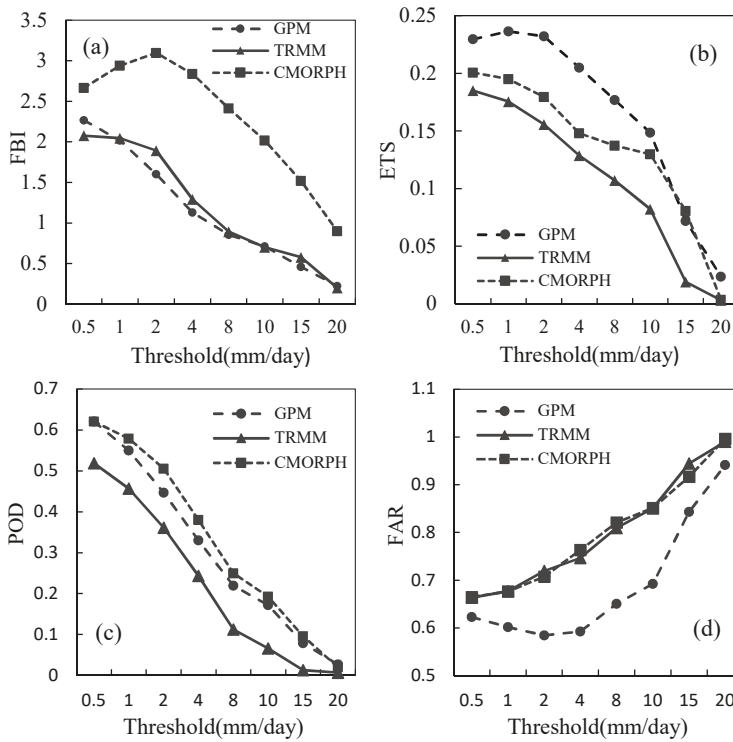 3.5
3
2.5
2
1.5
1
0.5
0
FBI
(a)
GPM
TRMM
CMORPH
0.5 1 2 4 8 10 15 20
Threshold(mm/day)
0.25
0.2
0.15
0.1
0.05
0
ETS
(b)
GPM
TRMM
CMORPH
0.5 1 2 4 8 10 15 20
Threshold(mm/day)
0.7
0.6
0.5
0.4
0.3
0.2
0.1
0
POD
GPM
TRMM
CMORPH
(c)
0.5 1 2 4 8 10 15 20
Threshold(mm/day)
1.1
1
0.9
0.8
0.7
0.6
0.5
FAR
GPM
TRMM
CMORPH
(d)
0.5 1 2 4 8 10 15 20
Threshold(mm/day)